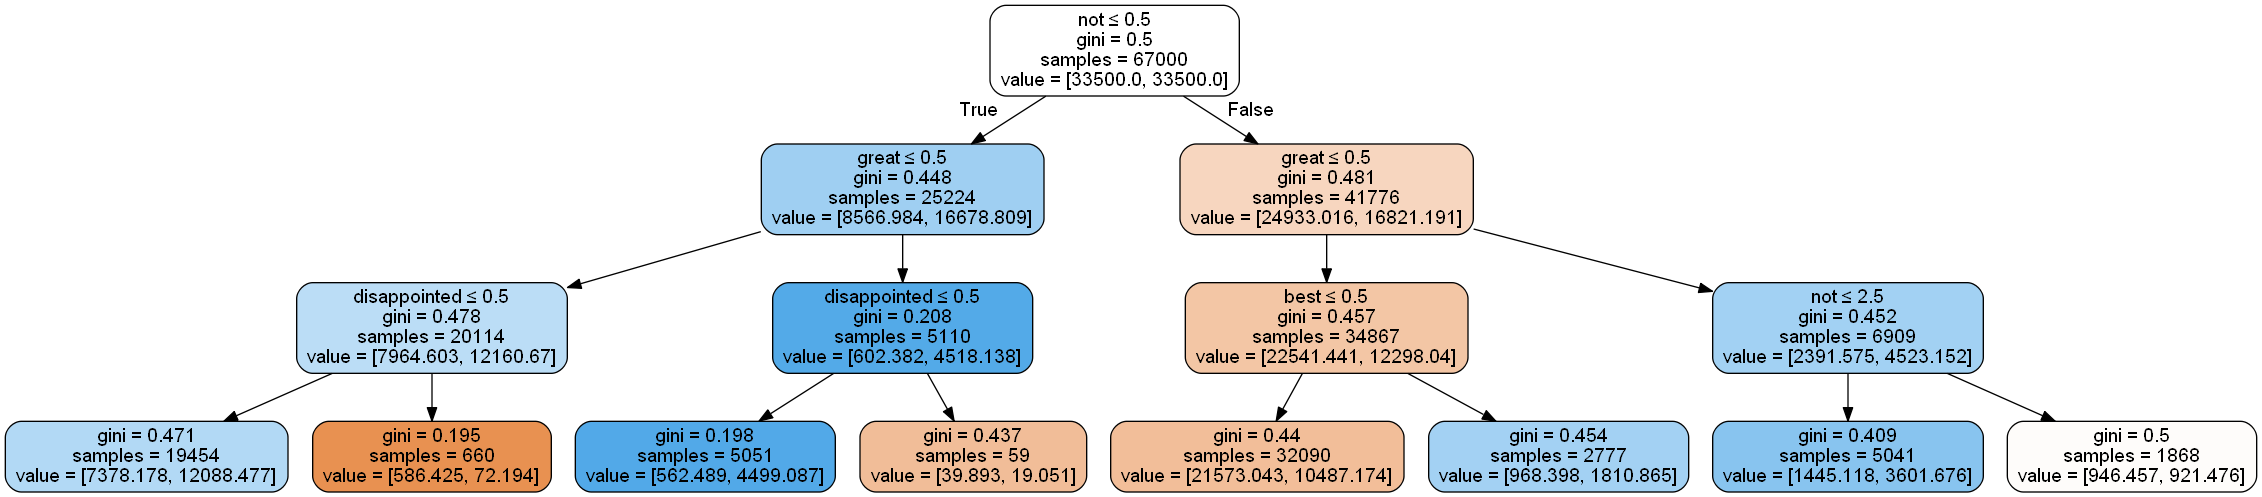 not ≤ 0.5
gini = 0.5
samples = 67000
value = [33500.0, 33500.0]
True
False
great ≤ 0.5
gini = 0.448
samples = 25224
value = [8566.984, 16678.809]
great ≤ 0.5
gini = 0.481
samples = 41776
value = [24933.016, 16821.191]
disappointed ≤ 0.5
gini = 0.478
samples = 20114
value = [7964.603, 12160.67]
disappointed ≤ 0.5
gini = 0.208
samples = 5110
value = [602.382, 4518.138]
best ≤ 0.5
gini = 0.457
samples = 34867
value = [22541.441, 12298.04]
not ≤ 2.5
gini = 0.452
samples = 6909
value = [2391.575, 4523.152]
gini = 0.471
samples = 19454
value = [7378.178, 12088.477]
gini = 0.195
samples = 660
value = [586.425, 72.194]
gini = 0.198
samples = 5051
value = [562.489, 4499.087]
gini = 0.437
samples = 59
value = [39.893, 19.051]
gini = 0.44
samples = 32090
value = [21573.043, 10487.174]
gini = 0.454
samples = 2777
value = [968.398, 1810.865]
gini = 0.409
samples = 5041
value = [1445.118, 3601.676]
gini = 0.5
samples = 1868
value = [946.457, 921.476]